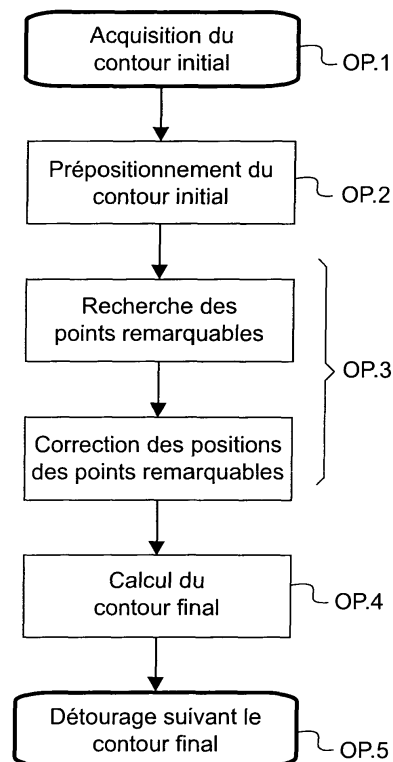 Acquisition du
contour initial
OP.1
Prépositionnement du
contour initial
OP.2
Recherche des
points remarquables
OP.3
Correction des positions
des points remarquables
Calcul du
contour final
OP.4
Détourage suivant le
contour final
OP.5